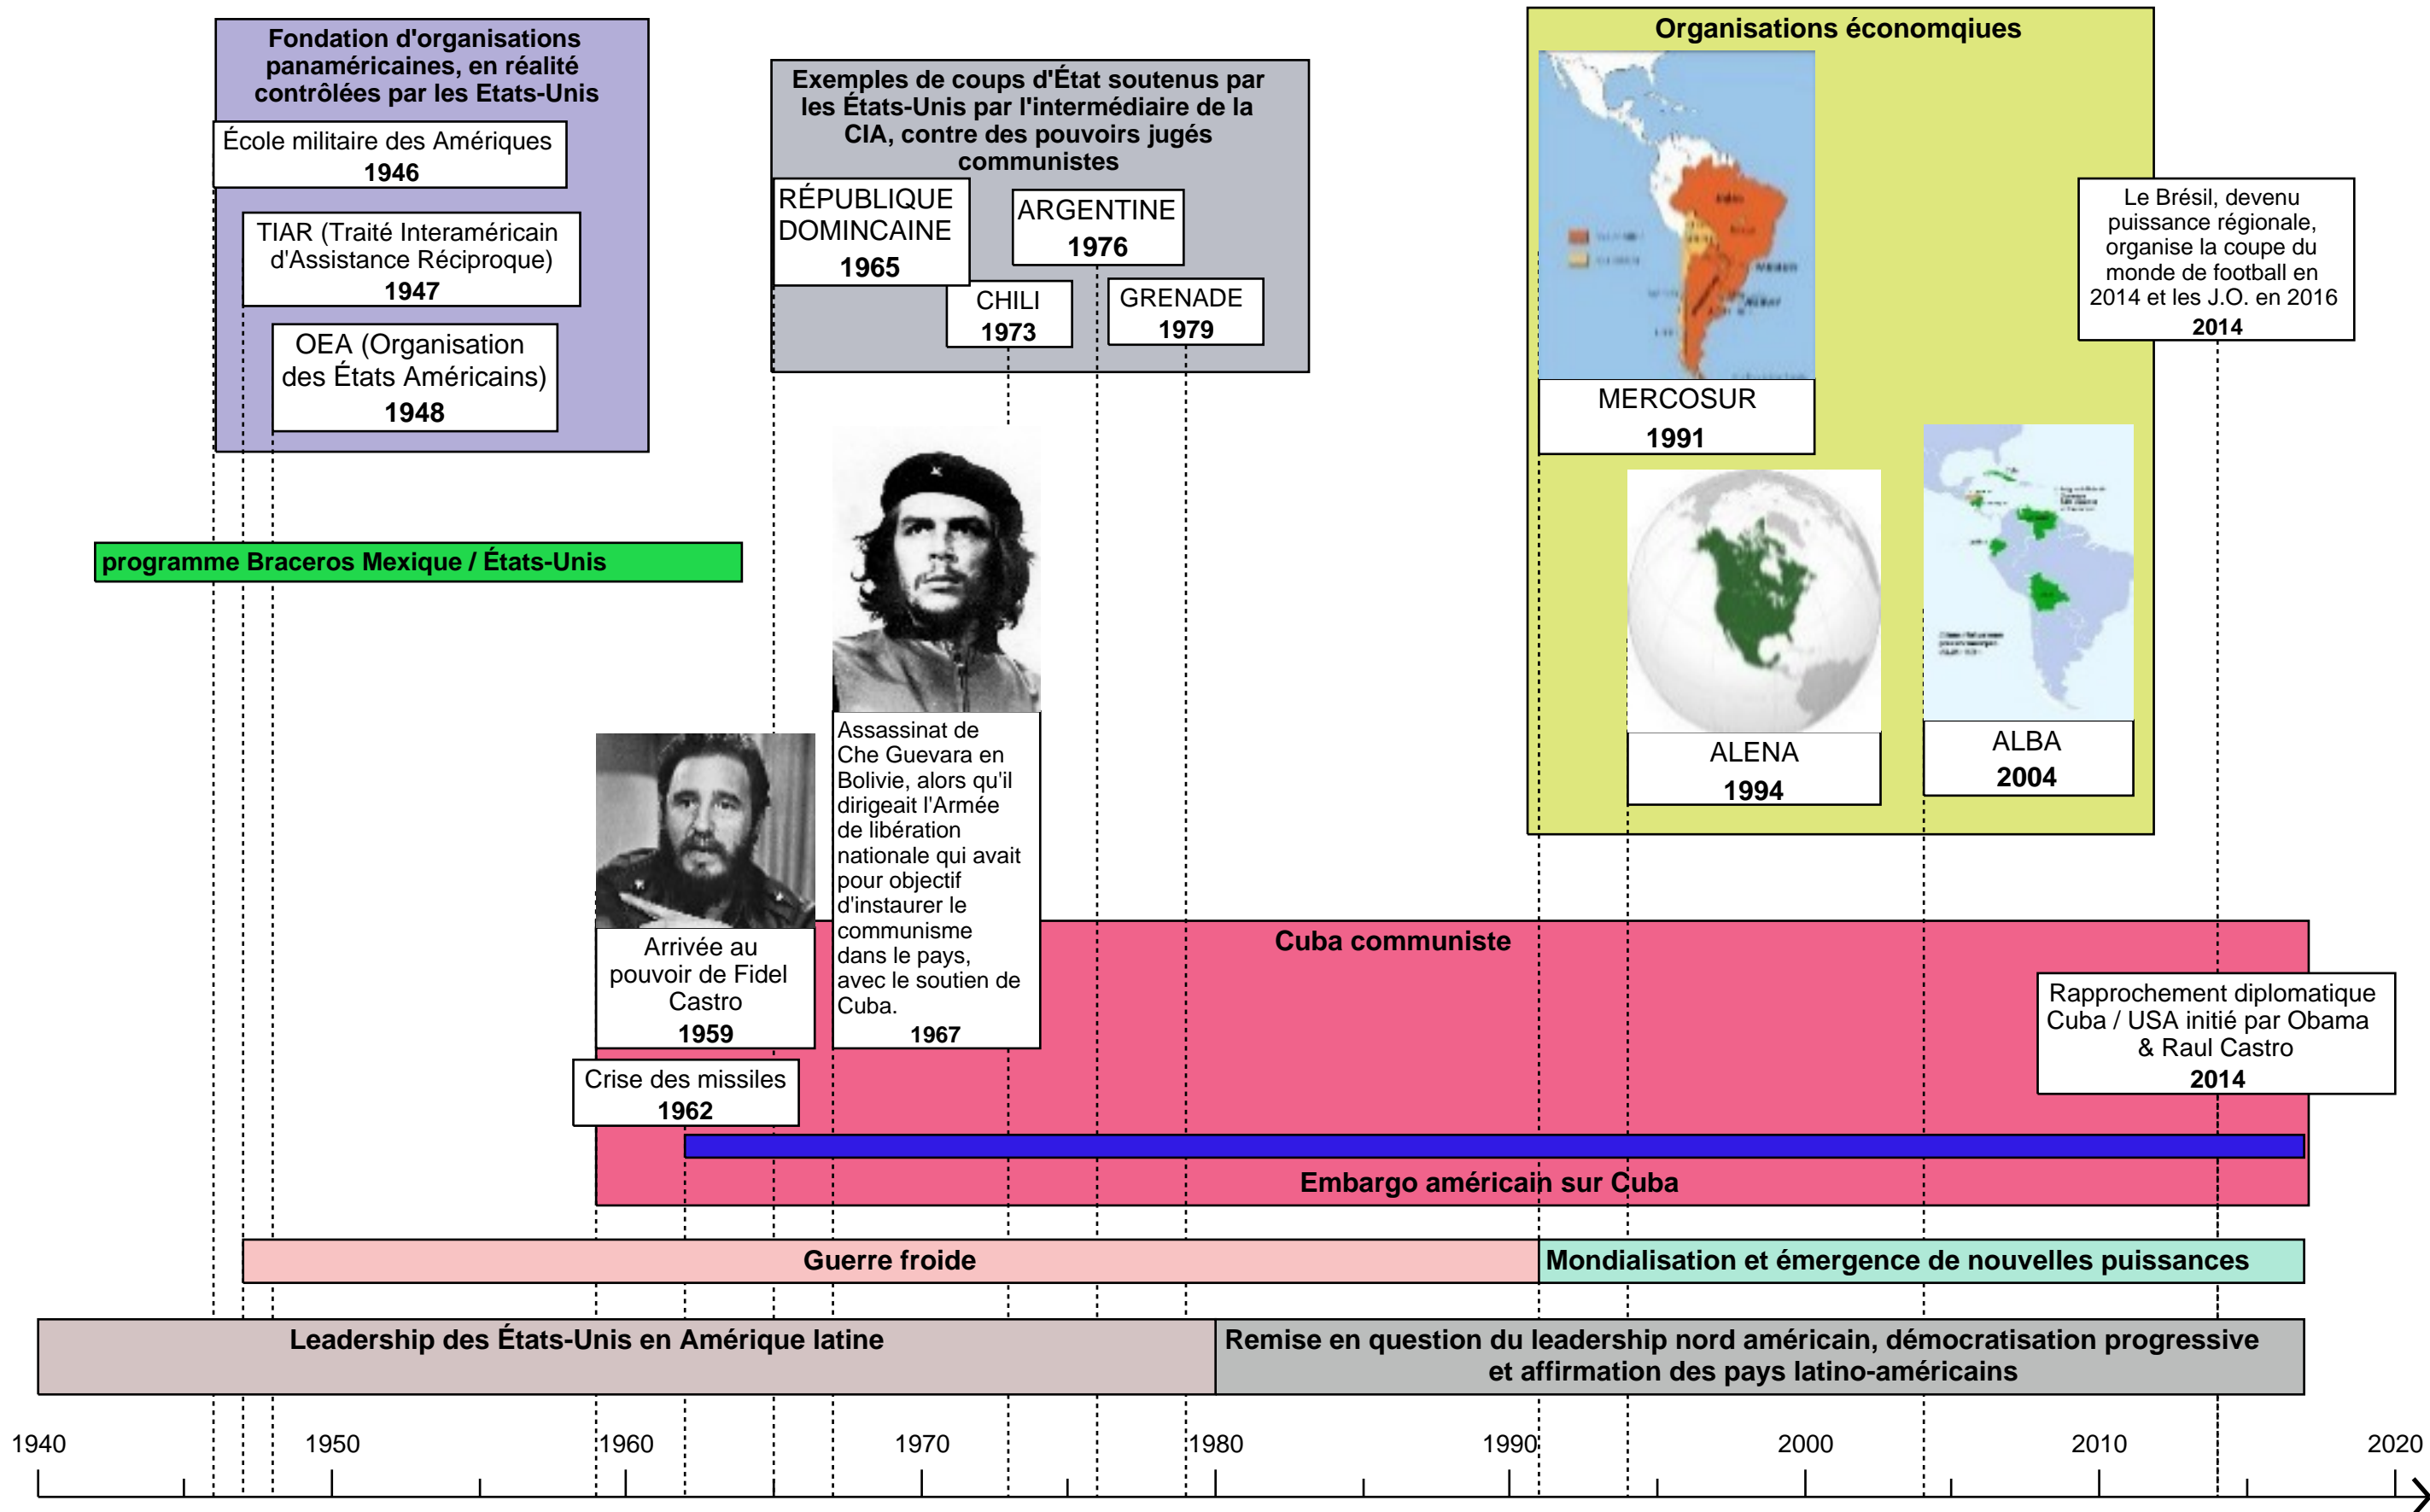 Fondation d'organisations
panaméricaines, en réalité
contrôlées par les Etats-Unis
École militaire des Amériques
1946
TIAR (Traité Interaméricain
d'Assistance Réciproque)
1947
OEA (Organisation
des États Américains)
1948
Exemples de coups d'État soutenus par
les États-Unis par l'intermédiaire de la
CIA, contre des pouvoirs jugés
communistes
RÉPUBLIQUE
DOMINCAINE
1965
ARGENTINE
1976
CHILI
1973
GRENADE
1979
Organisations économqiues
MERCOSUR
1991
ALENA
1994
ALBA
2004
Le Brésil, devenu
puissance régionale,
organise la coupe du
monde de football en
2014 et les J.O. en 2016
2014
programme Braceros Mexique / États-Unis
Arrivée au
pouvoir de Fidel
Castro
1959
Assassinat de
Che Guevara en
Bolivie, alors qu'il
dirigeait l'Armée
de libération
nationale qui avait
pour objectif
d'instaurer le
communisme
dans le pays,
avec le soutien de
Cuba.
1967
Cuba communiste
Crise des missiles
1962
Rapprochement diplomatique
Cuba / USA initié par Obama
& Raul Castro
2014
Embargo américain sur Cuba
Guerre froide
Mondialisation et émergence de nouvelles puissances
Leadership des États-Unis en Amérique latine
Remise en question du leadership nord américain, démocratisation progressive
et affirmation des pays latino-américains
1940
1950
1960
1970
1980
1990
2000
2010
2020